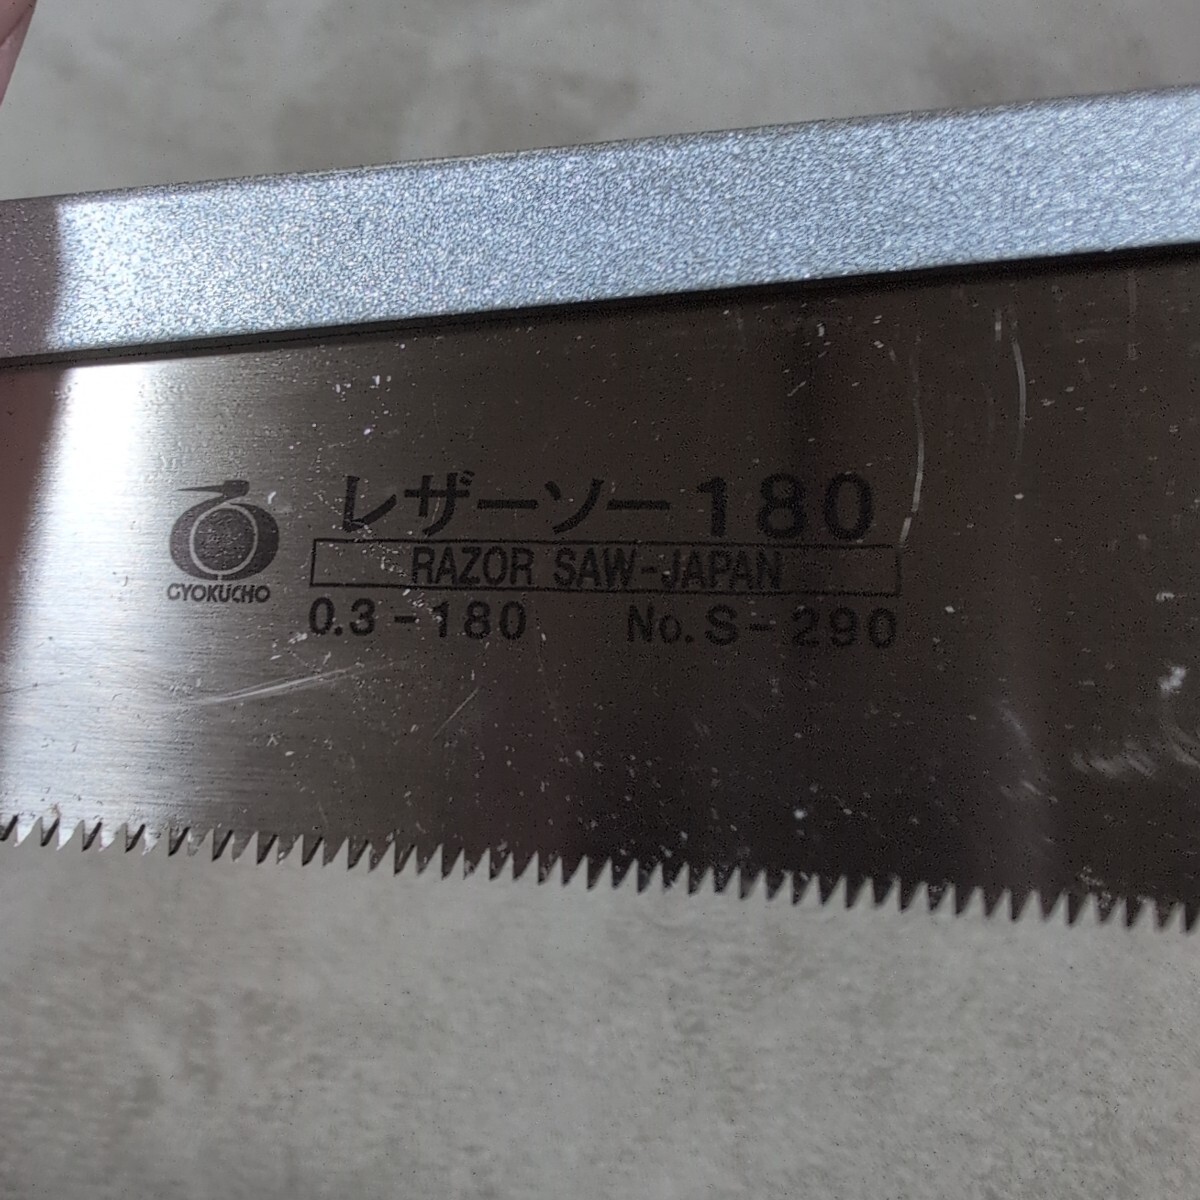 レザーソー180
GYOKUCHO
RAZOR SAW-JAPAN
0.3-180 No.S-290